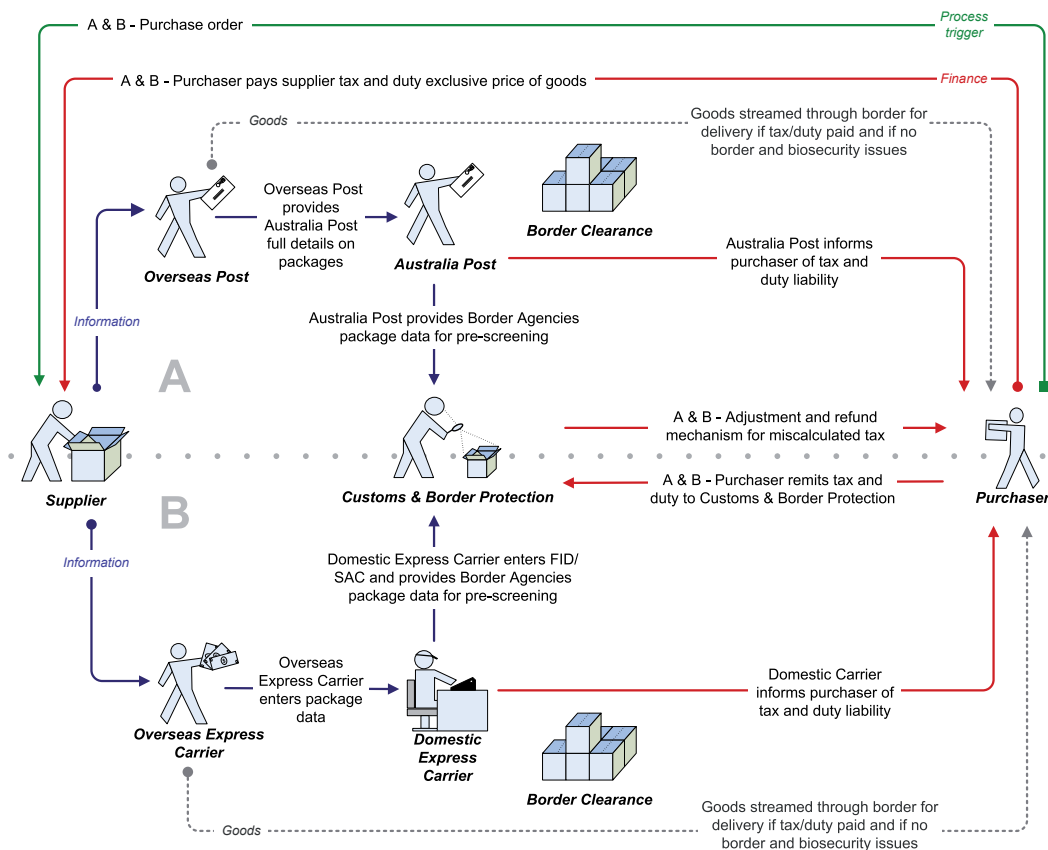 A & B - Purchase order
Process
trigger
A & B - Purchaser pays supplier tax and duty exclusive price of goods
Finance
Goods
Goods streamed through border for
delivery if tax/duty paid and if no
border and biosecurity issues
Overseas Post
provides
Australia Post
full details on
packages
Overseas Post
Australia Post
Border Clearance
Australia Post informs
purchaser of tax and
duty liability
Information
Australia Post provides Border Agencies
package data for pre-screening
A
A & B - Adjustment and refund
mechanism for miscalculated tax
Supplier
Customs & Border Protection
A & B - Purchaser remits tax and
duty to Customs & Border Protection
Purchaser
B
Information
Domestic Express Carrier enters FID/
SAC and provides Border Agencies
package data for pre-screening
Overseas
Express Carrier
enters package
data
Domestic Carrier
informs purchaser of
tax and duty liability
Overseas Express
Carrier
Domestic
Express
Carrier
Border Clearance
Goods
Goods streamed through border for
delivery if tax/duty paid and if no
border and biosecurity issues